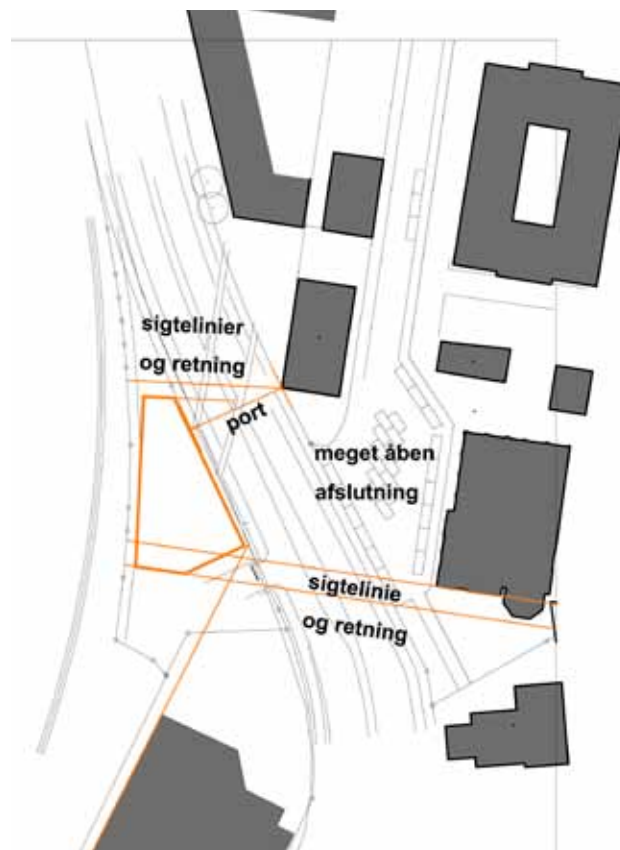 sigtelinier
og retning
port
meget åben
afslutning
sigtelinie
og retning